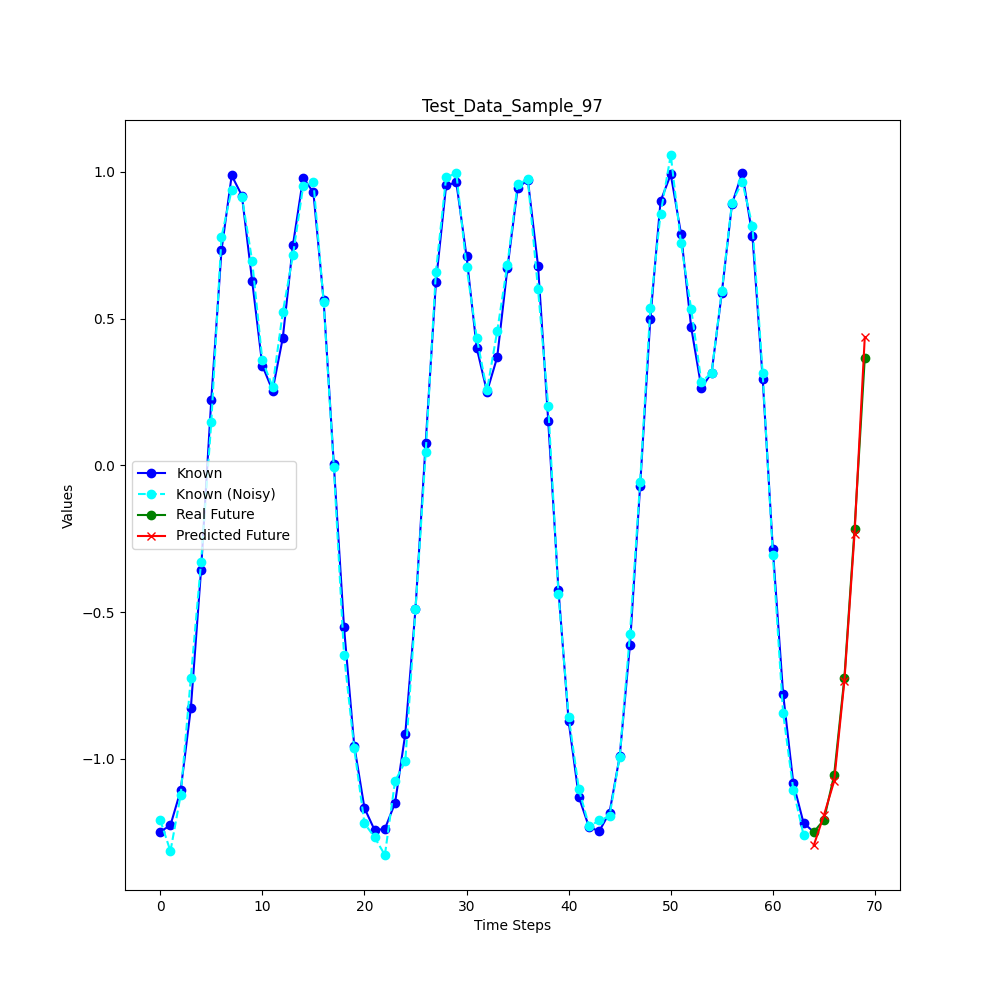 Test_Data_Sample_97
Values
1.0
0.5
0.0
−0.5
−1.0
Known
Known (Noisy)
Real Future
Predicted Future
0 10 20 30 40 50 60 70
Time Steps